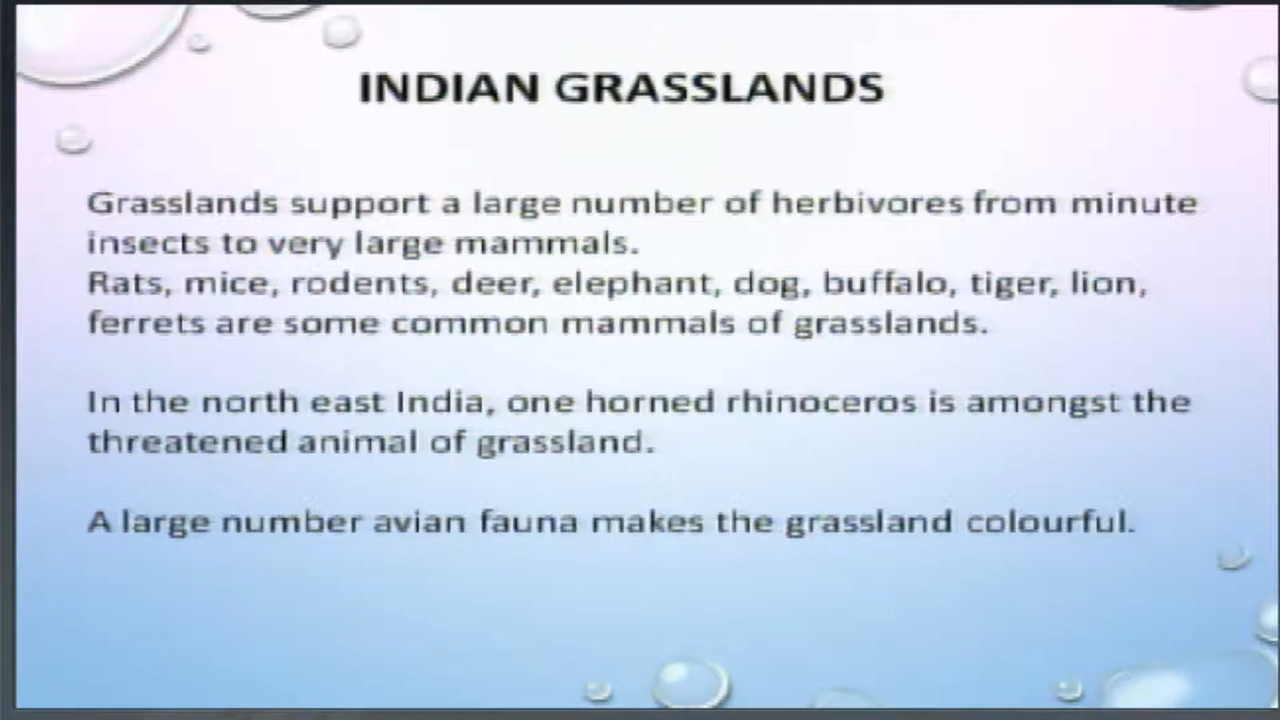 INDIAN GRASSLANDS
Grasslands support a large number of herbivores from minute
insects to very large mammals.
Rats, mice, rodents, deer, elephant, dog, buffalo, tiger, lion,
ferrets are some common mammals of grasslands.
In the north east India, one horned rhinoceros is amongst the
threatened animal of grassland.
A large number avian fauna makes the grassland colourful.